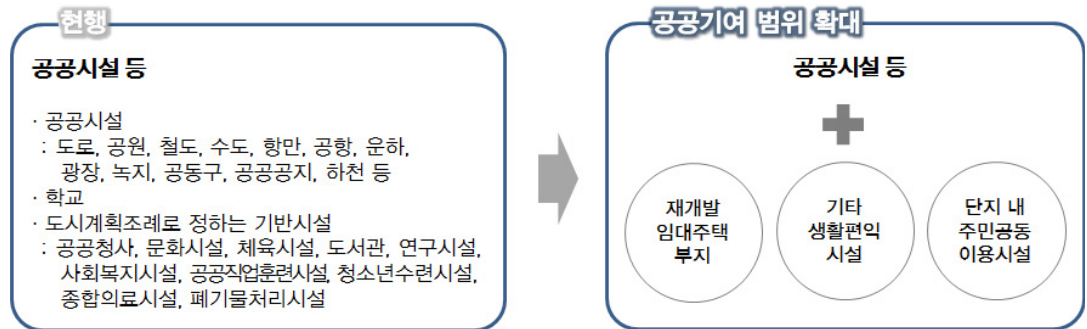 현행
공공시설 등
· 공공시설
: 도로, 공원, 철도, 수도, 항만, 공항, 운하,
광장, 녹지, 공동구, 공공공지, 하천 등
· 학교
· 도시계획조례로 정하는 기반시설
: 공공청사, 문화시설, 체육시설, 도서관, 연구시설,
사회복지시설, 공공직업훈련시설, 청소년수련시설,
종합의료시설, 폐기물처리시설
공공기여 범위 확대
공공시설 등
재개발
임대주택
부지
기타
생활편익
시설
단지 내
주민공동
이용시설